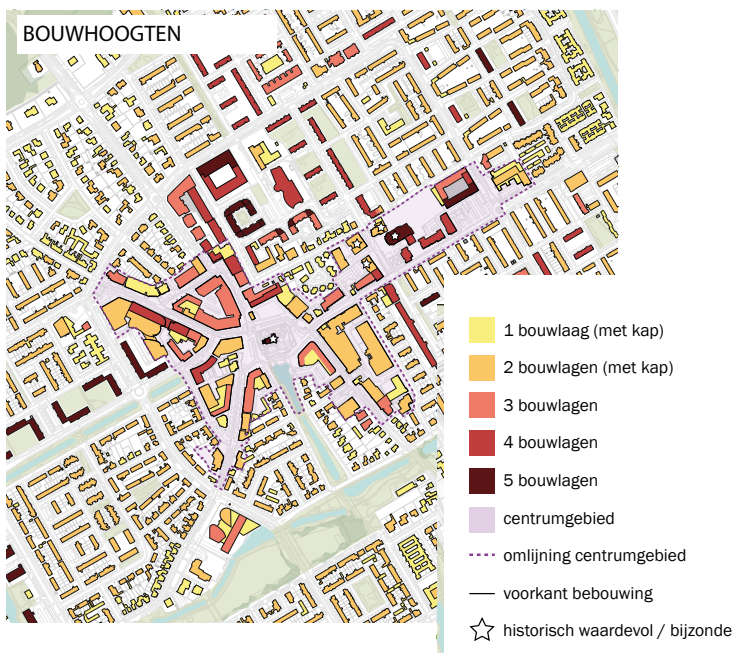 BOUWHOOGTEN
1 bouwlaag (met kap)
2 bouwlagen (met kap)
3 bouwlagen
4 bouwlagen
5 bouwlagen
centrumgebied
omlijning centrumgebied
voorkant bebouwing
historisch waardevol / bijzonde